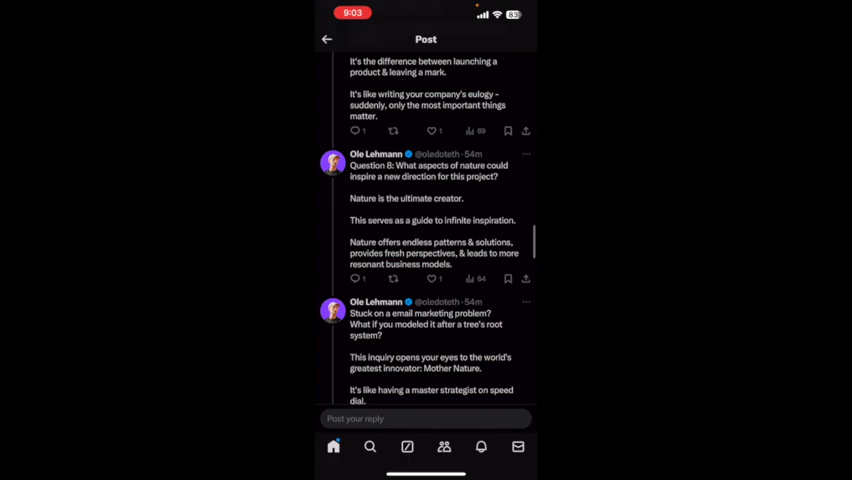 9:03
83
Post
It's the difference between launching a
product & leaving a mark.
It's like writing your company's eulogy -
suddenly, only the most important things
matter.
1 1 69
Ole Lehmann @oledoteth · 54m
Question 8: What aspects of nature could
inspire a new direction for this project?
Nature is the ultimate creator.
This serves as a guide to infinite inspiration.
Nature offers endless patterns & solutions,
provides fresh perspectives, & leads to more
resonant business models.
1 1 64
Ole Lehmann @oledoteth · 54m
Stuck on a email marketing problem?
What if you modeled it after a tree's root
system?
This inquiry opens your eyes to the world's
greatest innovator: Mother Nature.
It's like having a master strategist on speed
dial.
Post your reply